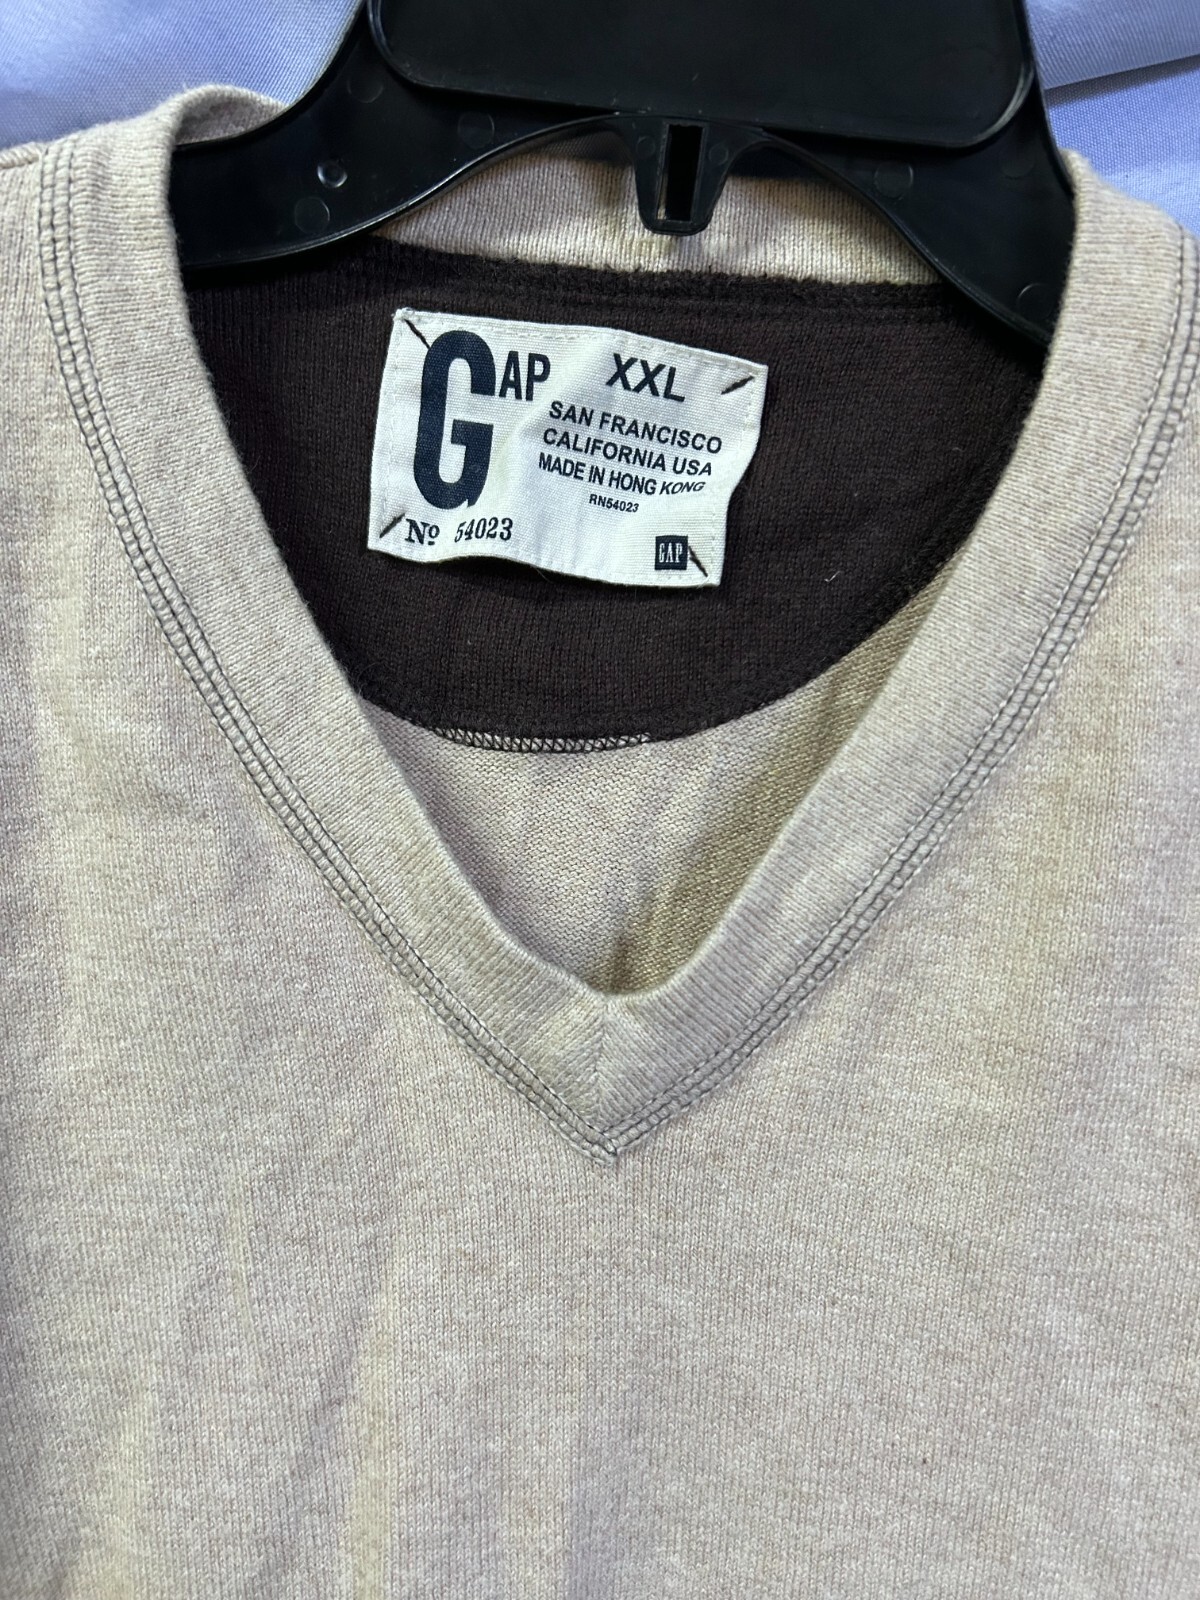 GAP XXL
SAN FRANCISCO
CALIFORNIA USA
MADE IN HONG KONG
RN54023
Nº 54023
GAP